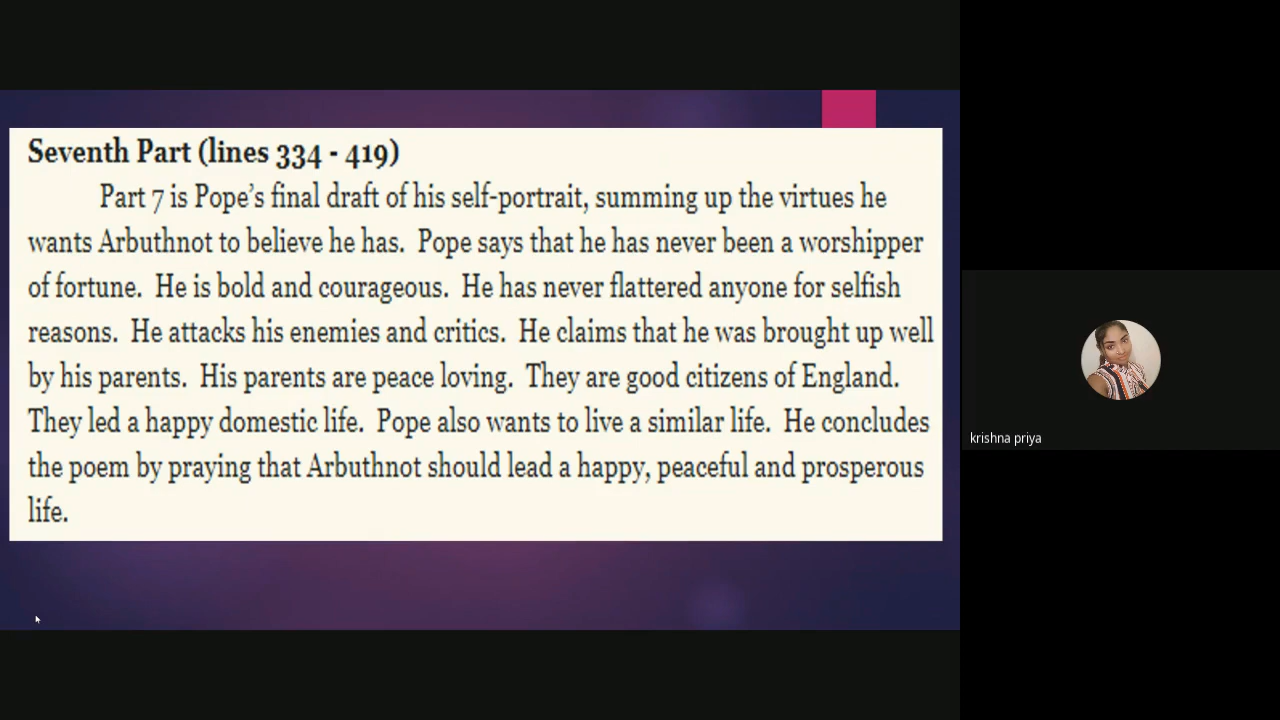 Seventh Part (lines 334 - 419)
Part 7 is Pope’s final draft of his self-portrait, summing up the virtues he
wants Arbuthnot to believe he has.  Pope says that he has never been a worshipper
of fortune.  He is bold and courageous.  He has never flattered anyone for selfish
reasons.  He attacks his enemies and critics.  He claims that he was brought up well
by his parents.  His parents are peace loving.  They are good citizens of England.
They led a happy domestic life.  Pope also wants to live a similar life.  He concludes
the poem by praying that Arbuthnot should lead a happy, peaceful and prosperous
life.
krishna priya